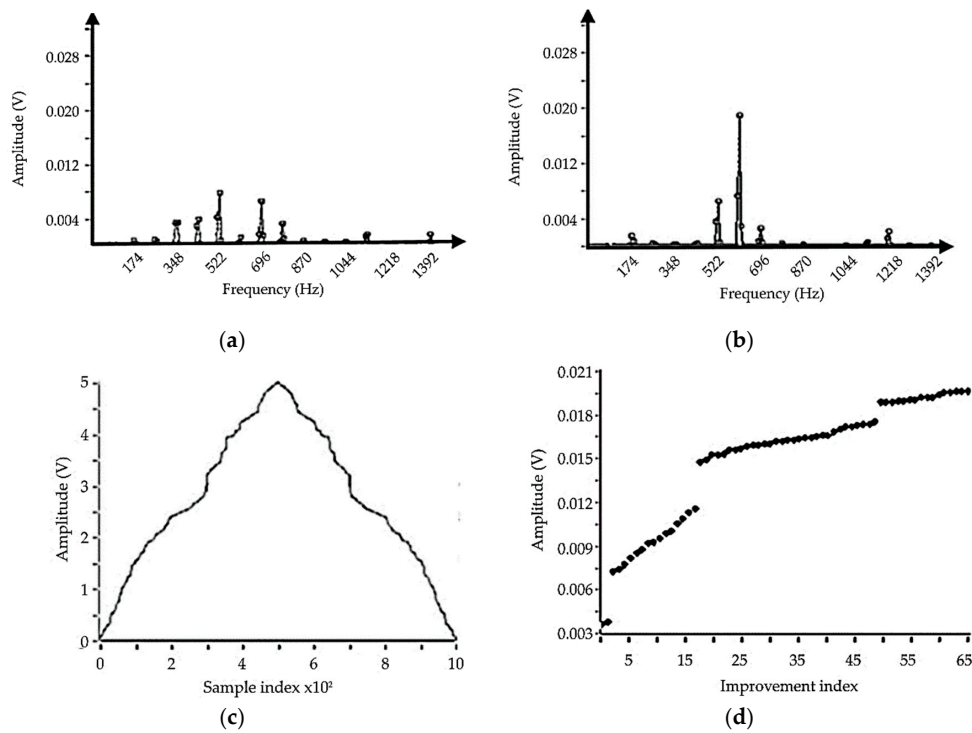 0.028
0.020
0.012
0.004
Amplitude (V)
174
348
522
696
870
1044
1218
1392
Frequency (Hz)
(a)
0.028
0.020
0.012
0.004
Amplitude (V)
174
348
522
696
870
1044
1218
1392
Frequency (Hz)
(b)
5
4
3
2
1
0
Amplitude (V)
0 2 4 6 8 10
Sample index x10²
(c)
0.021
0.018
0.015
0.012
0.009
0.006
0.003
Amplitude (V)
5 15 25 35 45 55 65
Improvement index
(d)